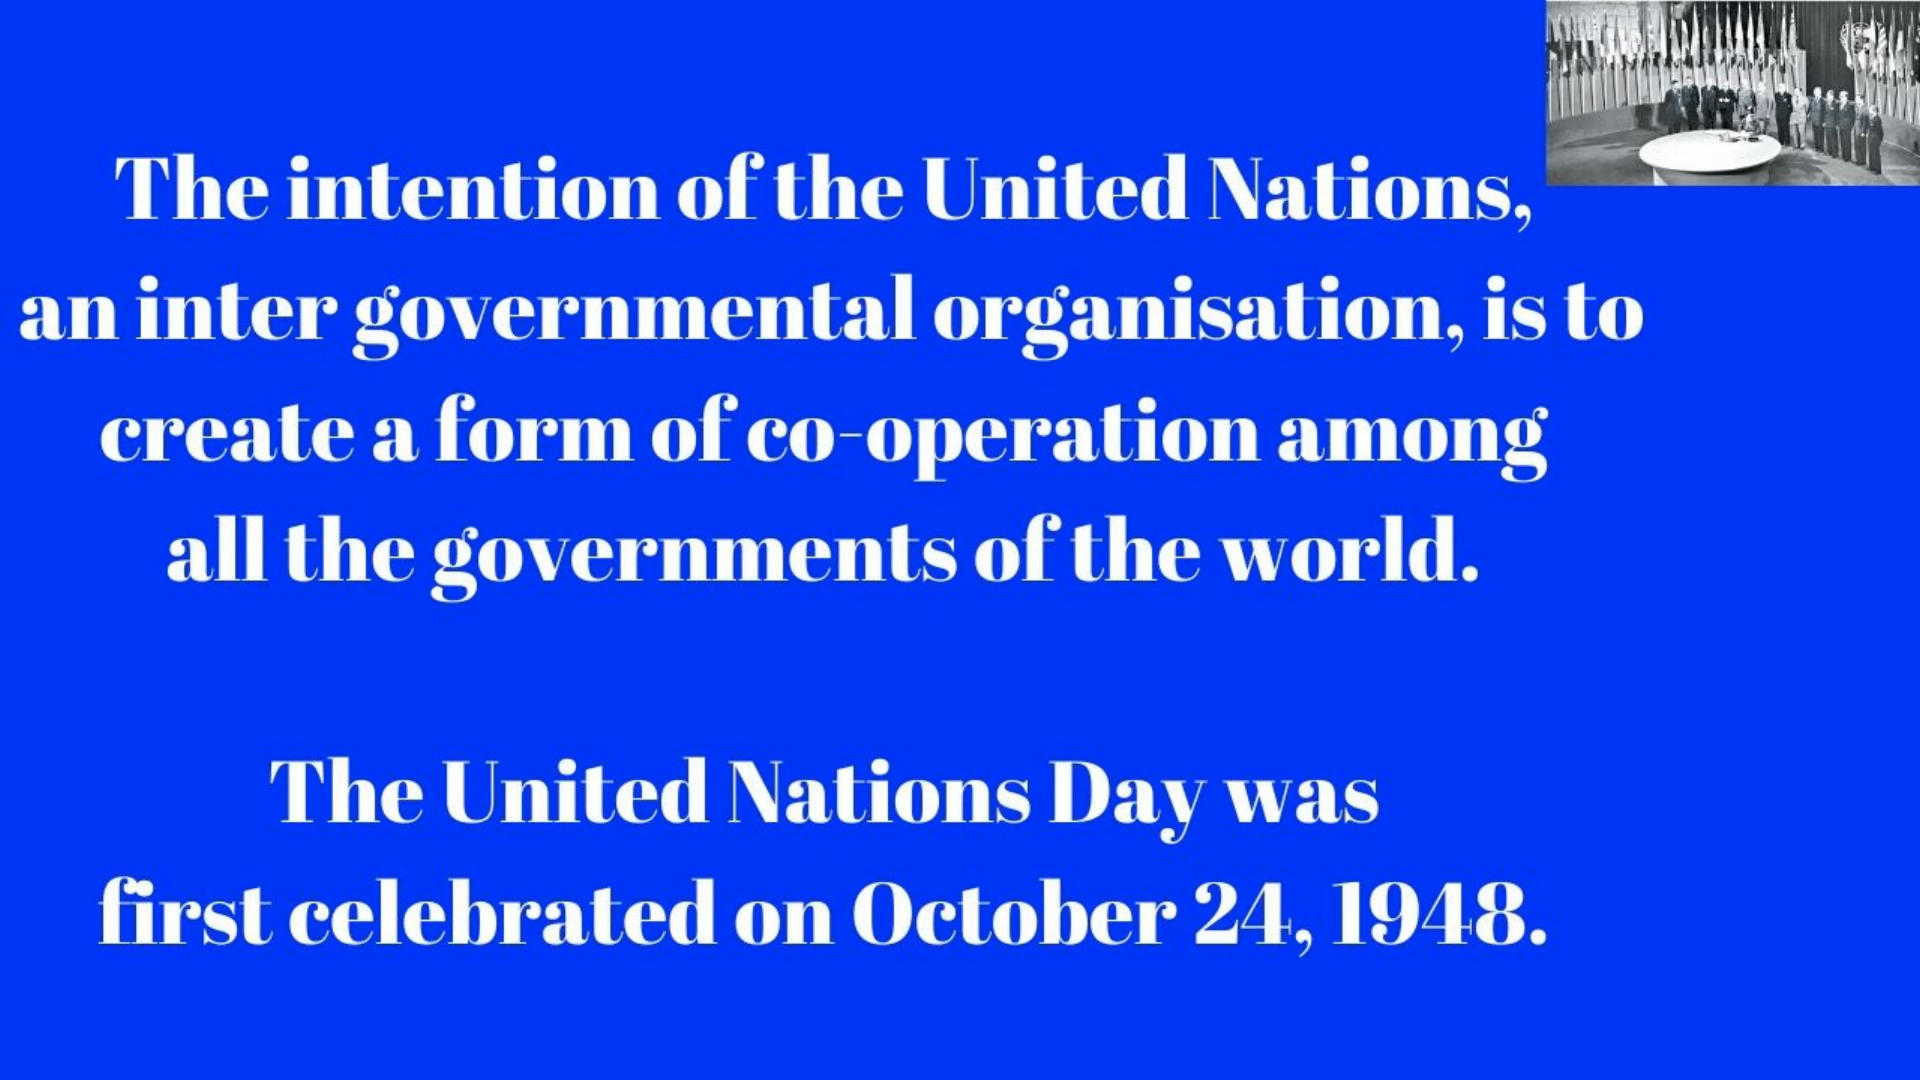 The intention of the United Nations,
an inter governmental organisation, is to
create a form of co-operation among
all the governments of the world.
The United Nations Day was
first celebrated on October 24, 1948.